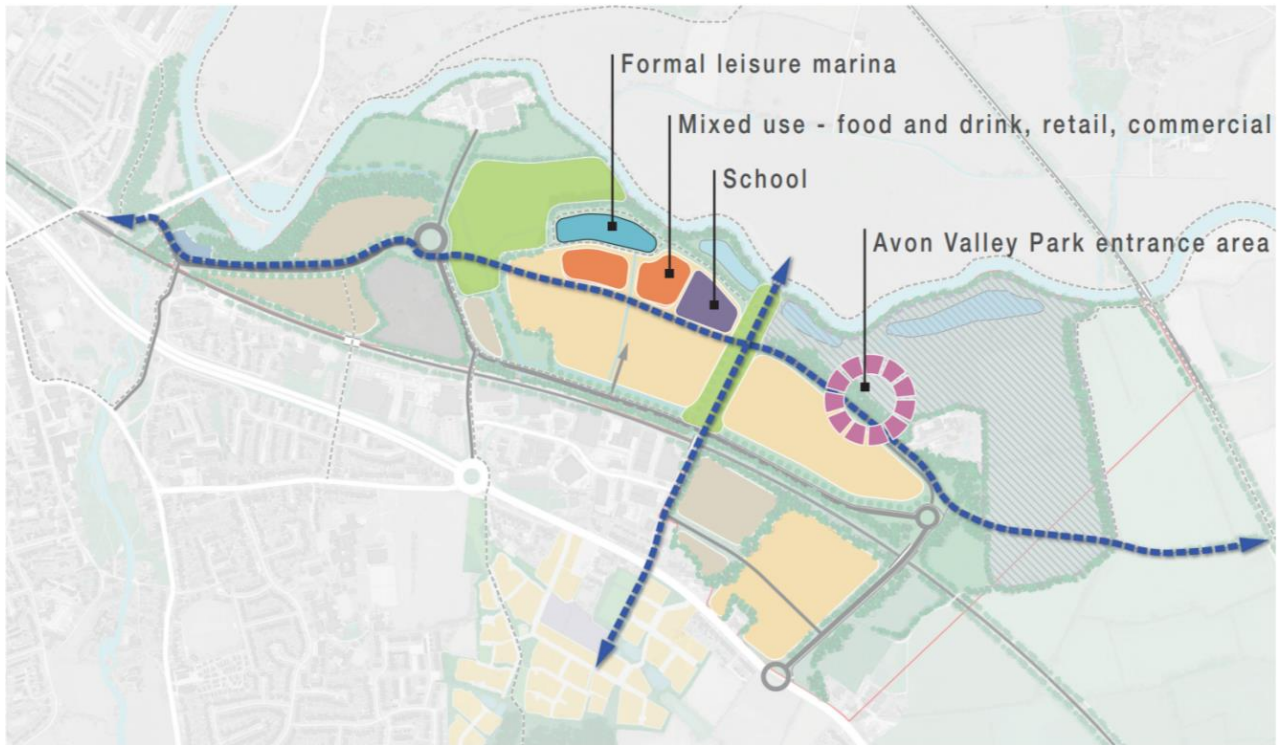 Formal leisure marina
Mixed use - food and drink, retail, commercial
School
Avon Valley Park entrance area